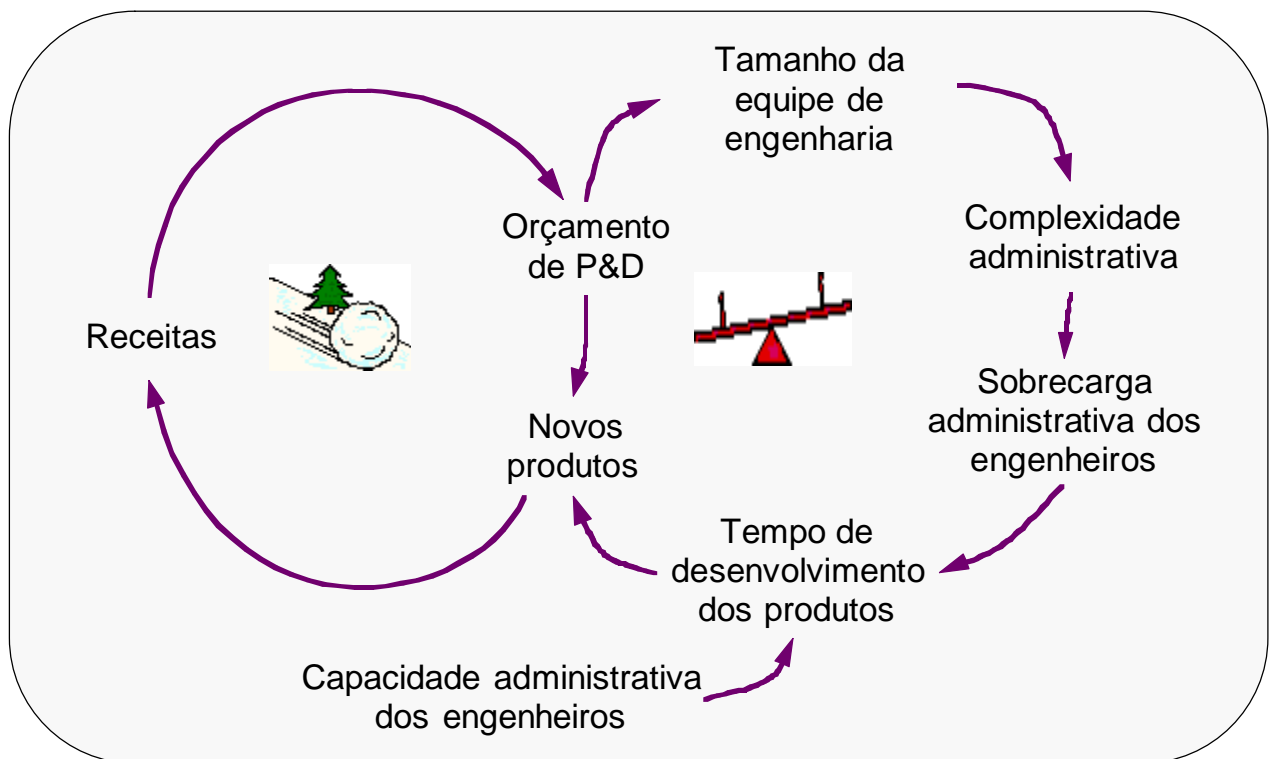 Tamanho da
equipe de
engenharia
Orçamento
de P&D
Complexidade
administrativa
Receitas
Sobrecarga
administrativa dos
engenheiros
Novos
produtos
Tempo de
desenvolvimento
dos produtos
Capacidade administrativa
dos engenheiros